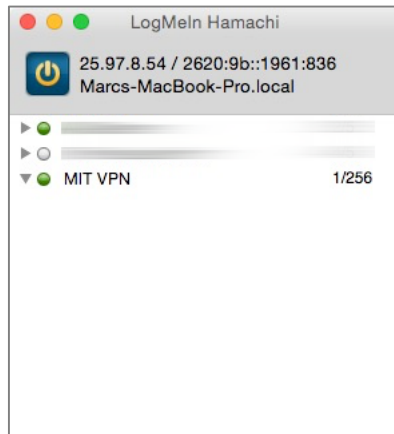 LogMeIn Hamachi
25.97.8.54 / 2620:9b::1961:836
Marcs-MacBook-Pro.local
MIT VPN 1/256